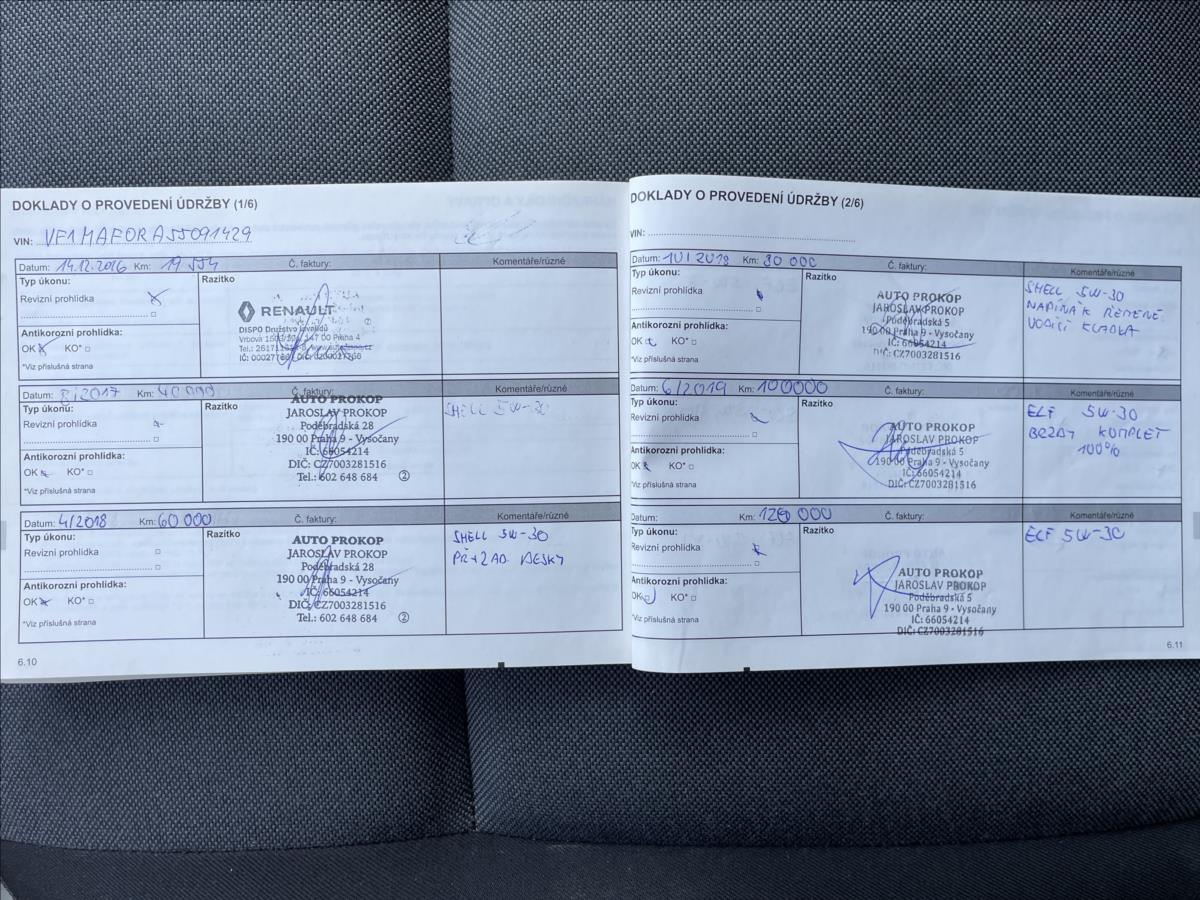 DOKLADY O PROVEDENÍ ÚDRŽBY (1/6)
VIN: VF1MAF0RA55091429
Datum: 14.12.2016 Km: 19 554 Č. faktury: Komentáře/různé
Typ úkonu: Razítko
Revizní prohlídka
RENAULT
Antikorozní prohlídka:
DISPO Družstvo invalidů
OK KO*
*Viz příslušná strana
Datum: 8/2017 Km: 40 000 Č. faktury: Komentáře/různé
Typ úkonu: Razítko
Revizní prohlídka
Antikorozní prohlídka:
OK KO*
*Viz příslušná strana
AUTO PROKOP
JAROSLAV PROKOP
Poděbradská 28
190 00 Praha 9 - Vysočany
IČ: 66054214
DIČ: CZ7003281516
Tel.: 602 648 684 ②
SHELL 5W-30
Datum: 4/2018 Km: 60 000 Č. faktury: Komentáře/různé
Typ úkonu: Razítko
Revizní prohlídka
Antikorozní prohlídka:
OK KO*
*Viz příslušná strana
AUTO PROKOP
JAROSLAV PROKOP
Poděbradská 28
190 00 Praha 9 - Vysočany
IČ: 66054214
DIČ: CZ7003281516
Tel.: 602 648 684 ②
SHELL 5W-30
PŘ+ZAD. DESKY
6.10
DOKLADY O PROVEDENÍ ÚDRŽBY (2/6)
VIN:
Datum: 10/2018 Km: 80 000 Č. faktury: Komentáře/různé
Typ úkonu: Razítko
Revizní prohlídka
Antikorozní prohlídka:
OK KO*
*Viz příslušná strana
AUTO PROKOP
JAROSLAV PROKOP
Poděbradská 5
190 00 Praha 9 - Vysočany
IČ: 66054214
DIČ: CZ7003281516
SHELL 5W-30
NAPÍNÁK ŘEMENE
VODÍCÍ KLADKA
Datum: 6/2019 Km: 100000 Č. faktury: Komentáře/různé
Typ úkonu: Razítko
Revizní prohlídka
Antikorozní prohlídka:
OK KO*
*Viz příslušná strana
AUTO PROKOP
JAROSLAV PROKOP
Poděbradská 5
190 00 Praha 9 - Vysočany
IČ: 66054214
DIČ: CZ7003281516
ELF 5W-30
BRZDY KOMPLET
100%
Datum: Km: 120 000 Č. faktury: Komentáře/různé
Typ úkonu: Razítko
Revizní prohlídka
Antikorozní prohlídka:
OK KO*
*Viz příslušná strana
AUTO PROKOP
JAROSLAV PROKOP
Poděbradská 5
190 00 Praha 9 - Vysočany
IČ: 66054214
DIČ: CZ7003281516
ELF 5W-30
6.11